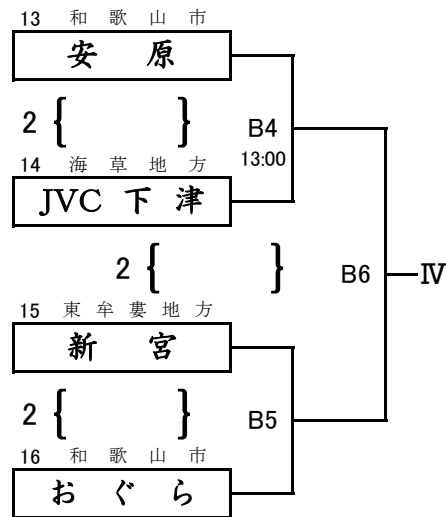 13 和歌山市
安原
2 { }
B4
13:00
14 海草地方
JVC 下津
2 { }
B6
Ⅳ
15 東牟婁地方
新宮
2 { }
B5
16 和歌山市
おぐら